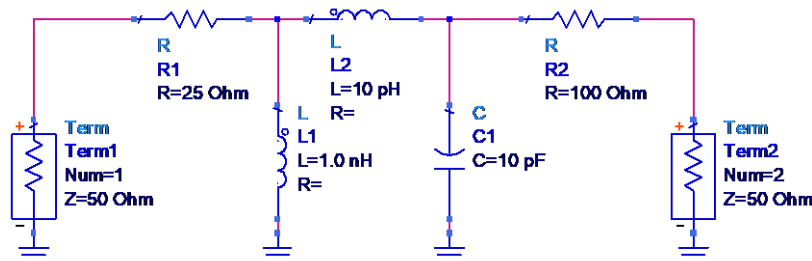 R
R1
R=25 Ohm
L
L2
L=10 pH
R=
R
R2
R=100 Ohm
+
Term
Term1
Num=1
Z=50 Ohm
-
L
L1
L=1.0 nH
R=
C
C1
C=10 pF
+
Term
Term2
Num=2
Z=50 Ohm
-